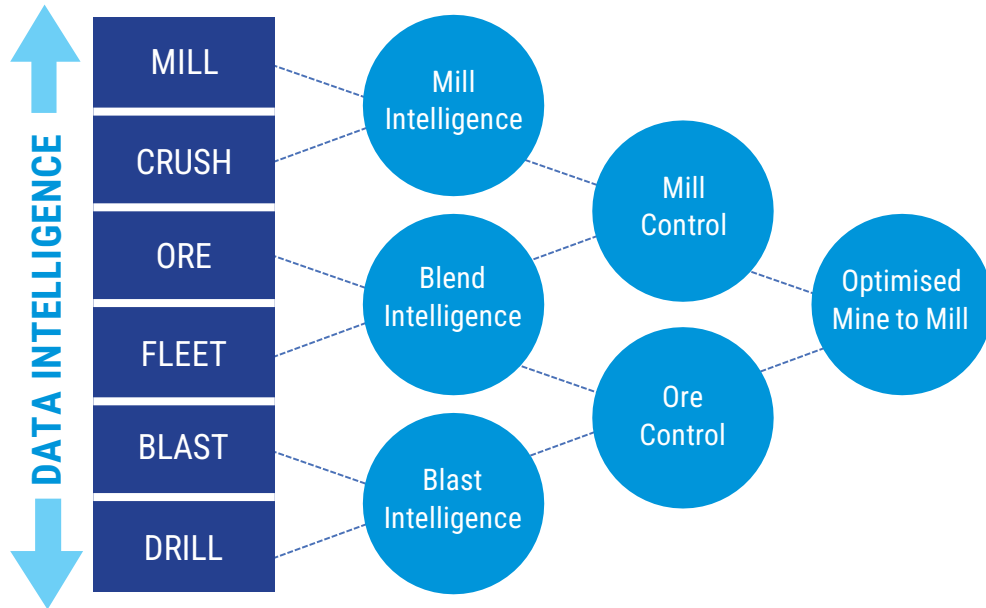 DATA INTELLIGENCE
MILL
CRUSH
ORE
FLEET
BLAST
DRILL
Mill
Intelligence
Blend
Intelligence
Blast
Intelligence
Mill
Control
Ore
Control
Optimised
Mine to Mill